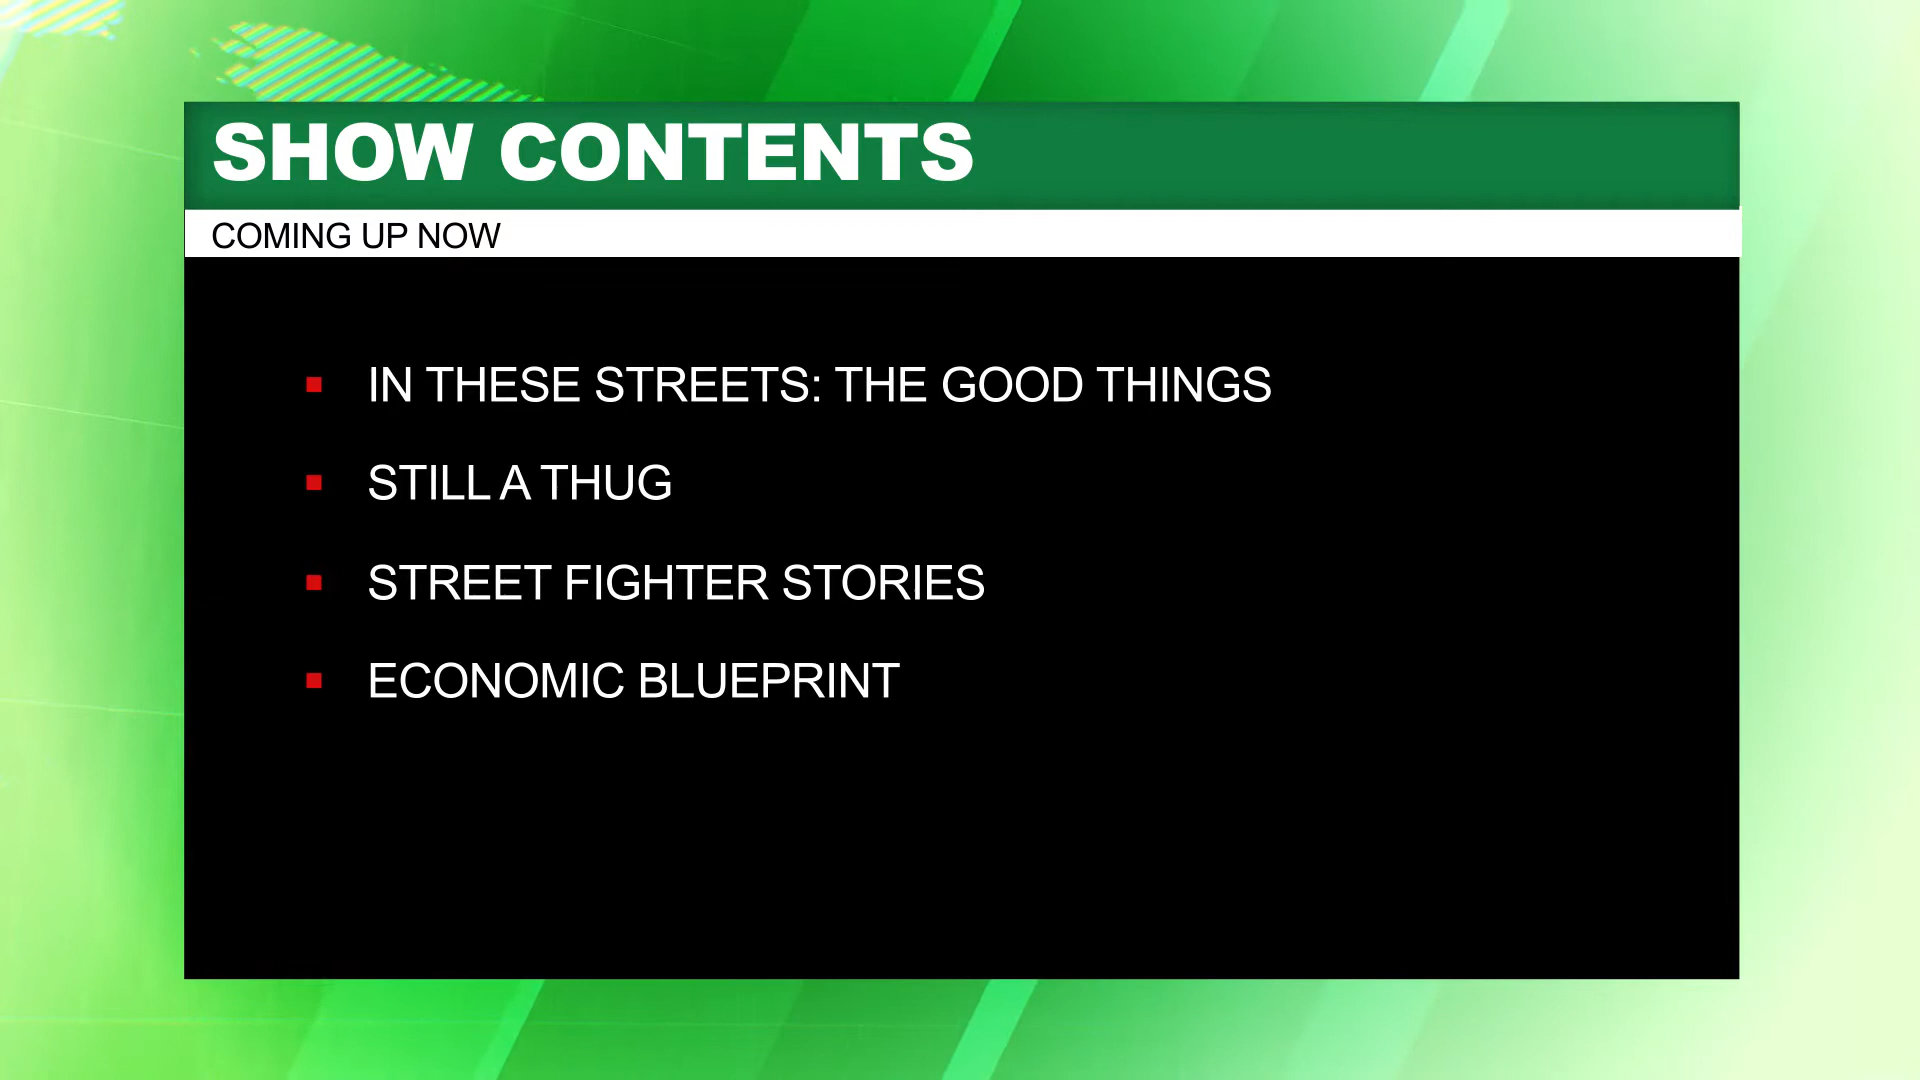 SHOW CONTENTS
COMING UP NOW
IN THESE STREETS: THE GOOD THINGS
STILL A THUG
STREET FIGHTER STORIES
ECONOMIC BLUEPRINT